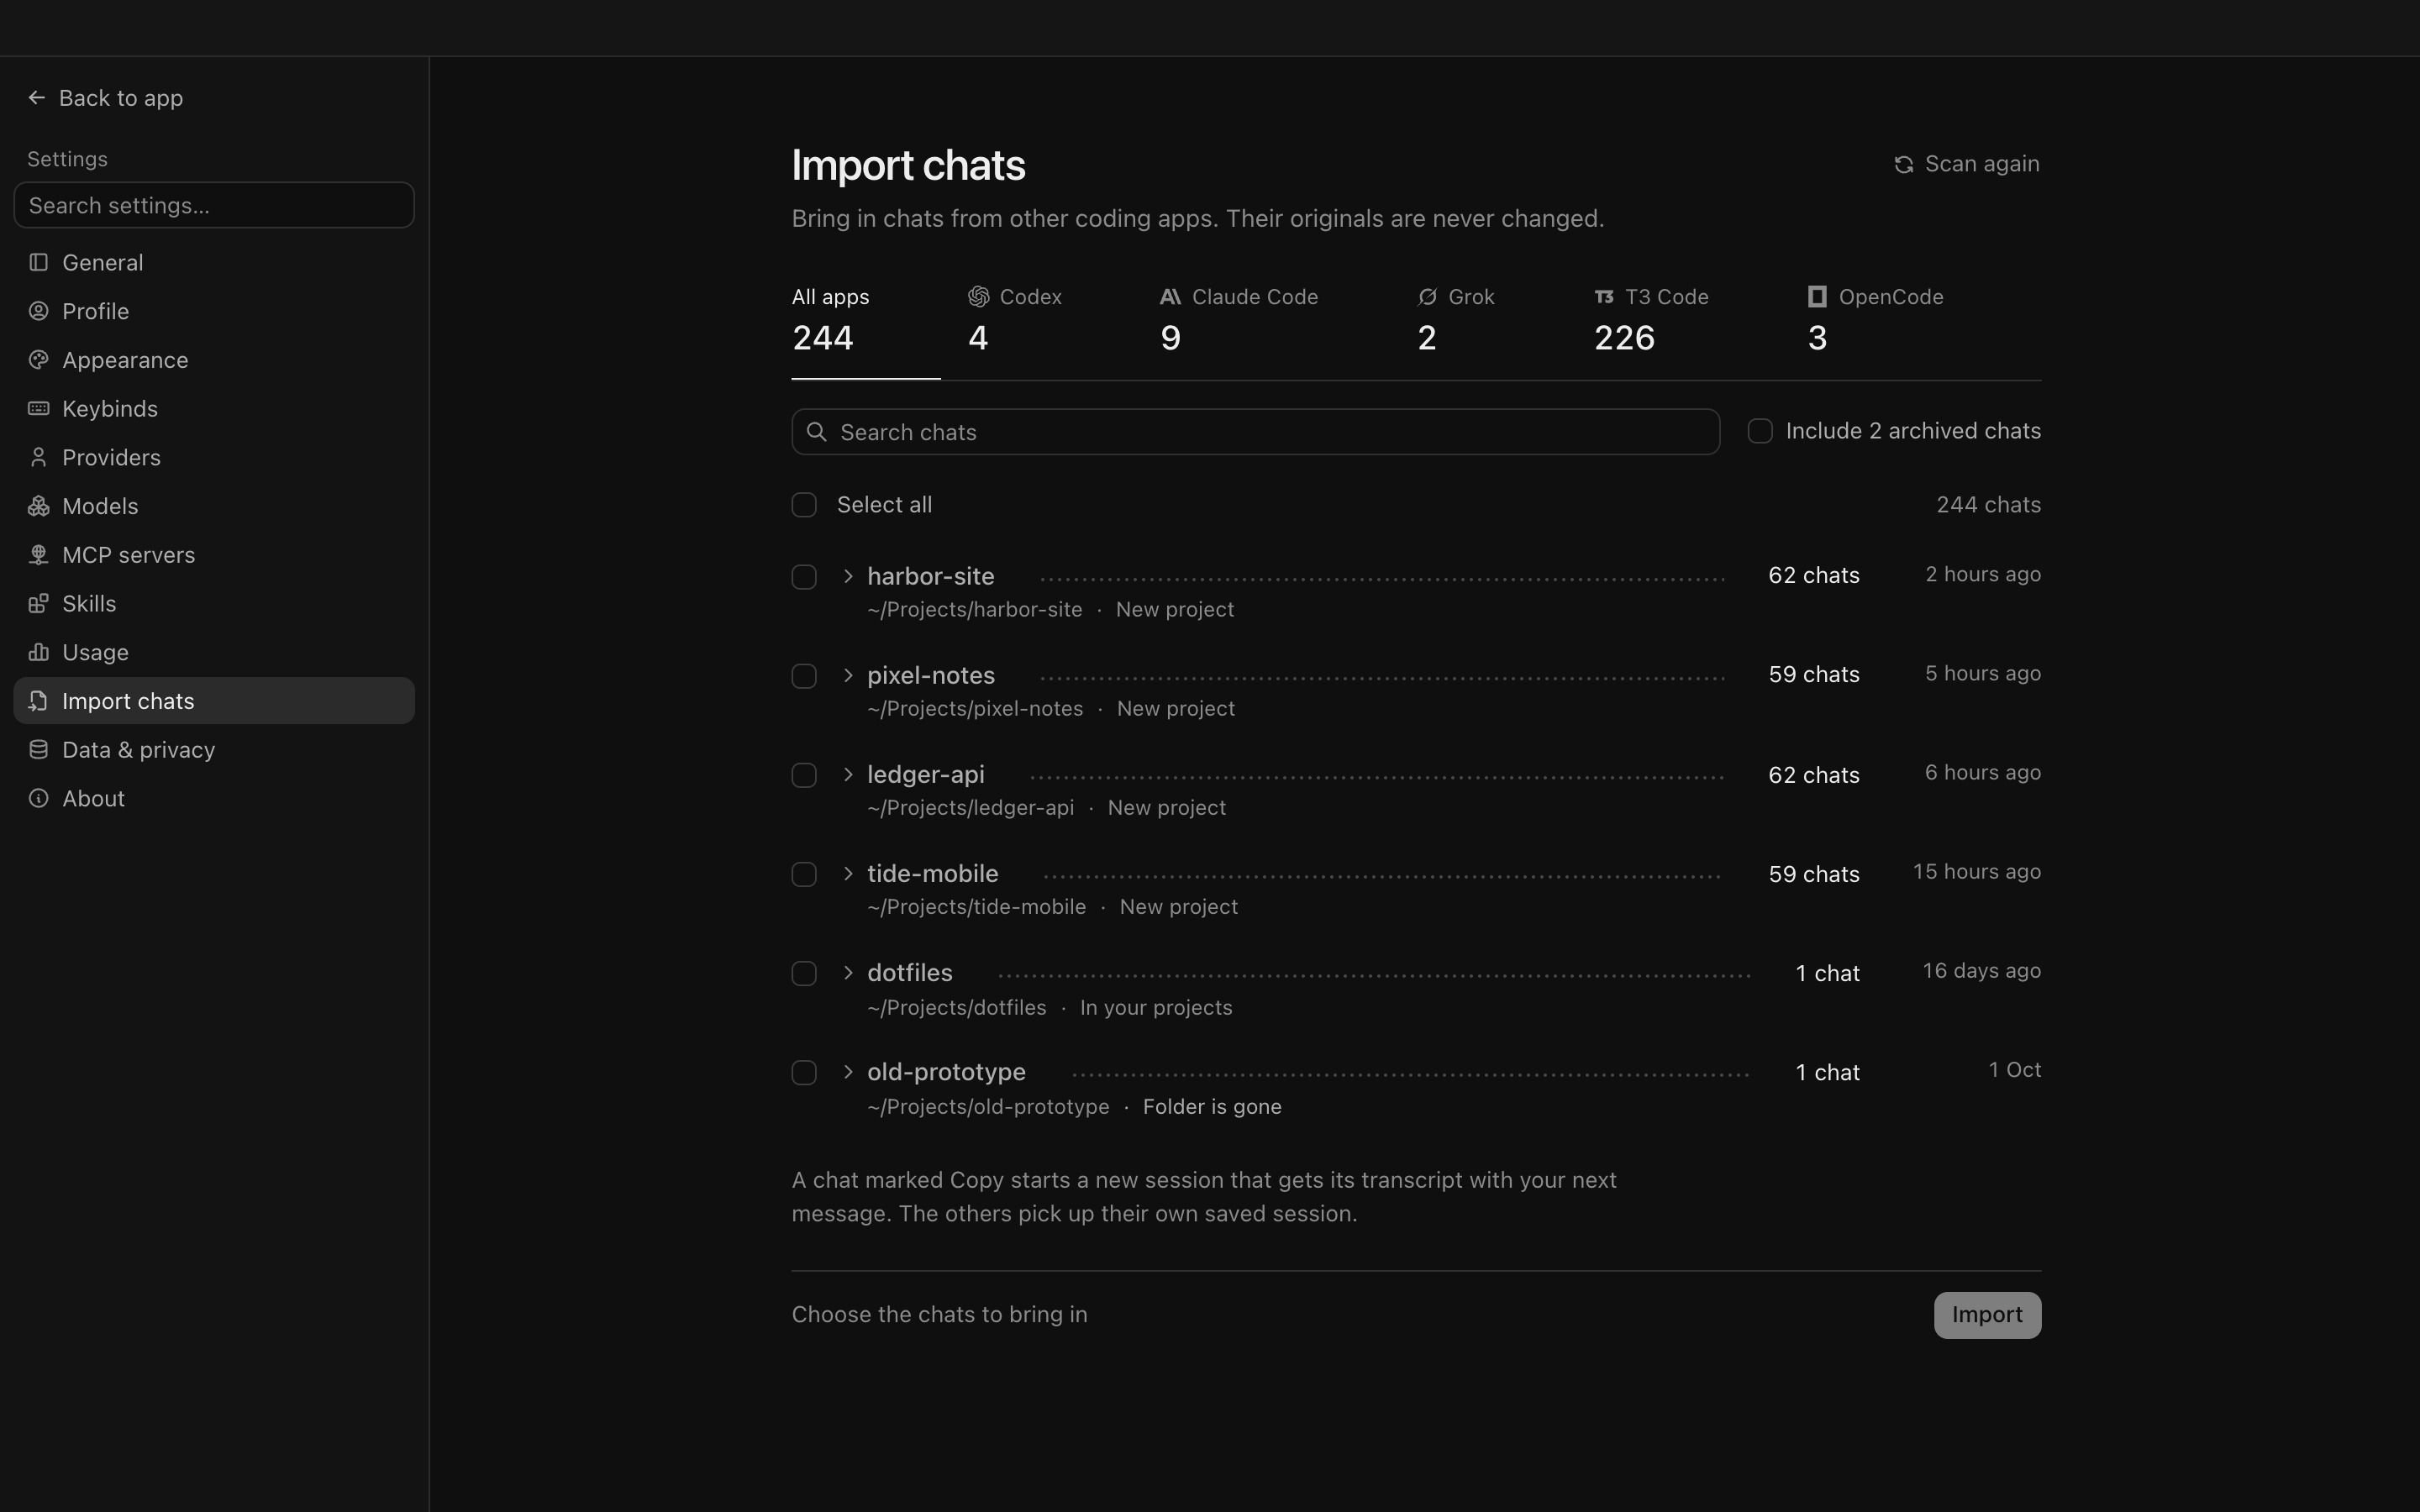 Back to app
Settings
Search settings...
General
Profile
Appearance
Keybinds
Providers
Models
MCP servers
Skills
Usage
Import chats
Data & privacy
About
Import chats
Scan again
Bring in chats from other coding apps. Their originals are never changed.
All apps
244
Codex
4
Claude Code
9
Grok
2
T3 T3 Code
226
OpenCode
3
Search chats
Include 2 archived chats
Select all
244 chats
harbor-site 62 chats 2 hours ago
~/Projects/harbor-site · New project
pixel-notes 59 chats 5 hours ago
~/Projects/pixel-notes · New project
ledger-api 62 chats 6 hours ago
~/Projects/ledger-api · New project
tide-mobile 59 chats 15 hours ago
~/Projects/tide-mobile · New project
dotfiles 1 chat 16 days ago
~/Projects/dotfiles · In your projects
old-prototype 1 chat 1 Oct
~/Projects/old-prototype · Folder is gone
A chat marked Copy starts a new session that gets its transcript with your next
message. The others pick up their own saved session.
Choose the chats to bring in
Import